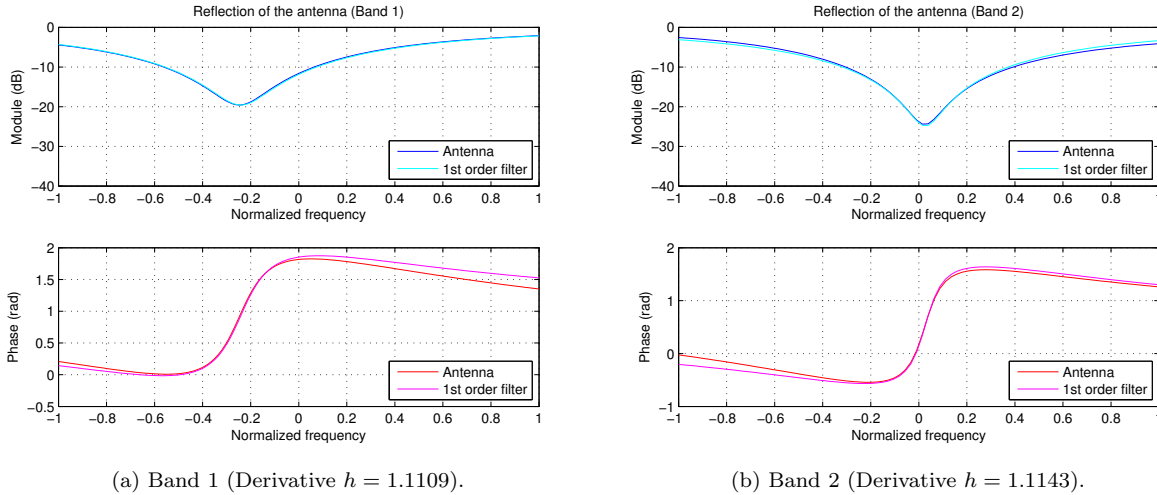 Reflection of the antenna (Band 1)
0
−10
−20
−30
−40
Module (dB)
Antenna
1st order filter
−1 −0.8 −0.6 −0.4 −0.2 0 0.2 0.4 0.6 0.8 1
Normalized frequency
2
1.5
1
0.5
0
−0.5
Phase (rad)
Antenna
1st order filter
−1 −0.8 −0.6 −0.4 −0.2 0 0.2 0.4 0.6 0.8 1
Normalized frequency
(a) Band 1 (Derivative h = 1.1109).
Reflection of the antenna (Band 2)
0
−10
−20
−30
−40
Module (dB)
Antenna
1st order filter
−1 −0.8 −0.6 −0.4 −0.2 0 0.2 0.4 0.6 0.8 1
Normalized frequency
2
1
0
−1
Phase (rad)
Antenna
1st order filter
−1 −0.8 −0.6 −0.4 −0.2 0 0.2 0.4 0.6 0.8 1
Normalized frequency
(b) Band 2 (Derivative h = 1.1143).